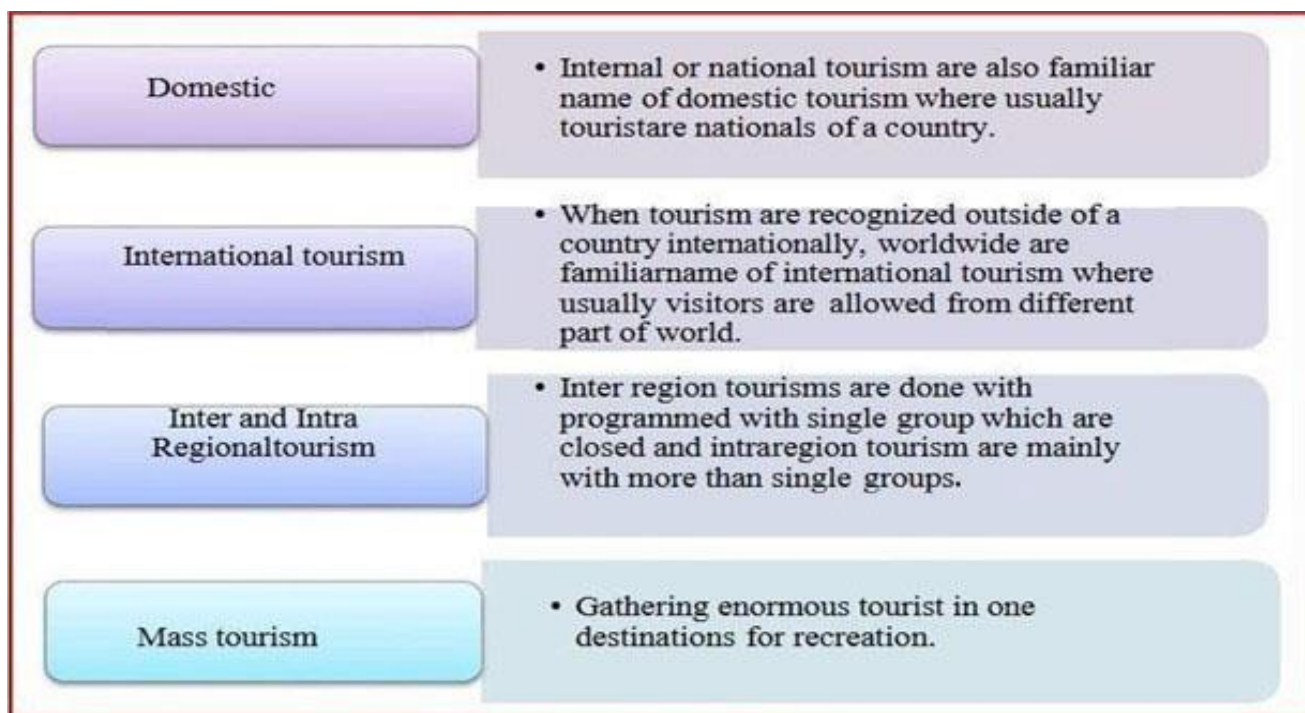 Domestic
• Internal or national tourism are also familiar
name of domestic tourism where usually
touristare nationals of a country.
International tourism
• When tourism are recognized outside of a
country internationally, worldwide are
familiarname of international tourism where
usually visitors are allowed from different
part of world.
Inter and Intra
Regionaltourism
• Inter region tourisms are done with
programmed with single group which are
closed and intraregion tourism are mainly
with more than single groups.
Mass tourism
• Gathering enormous tourist in one
destinations for recreation.